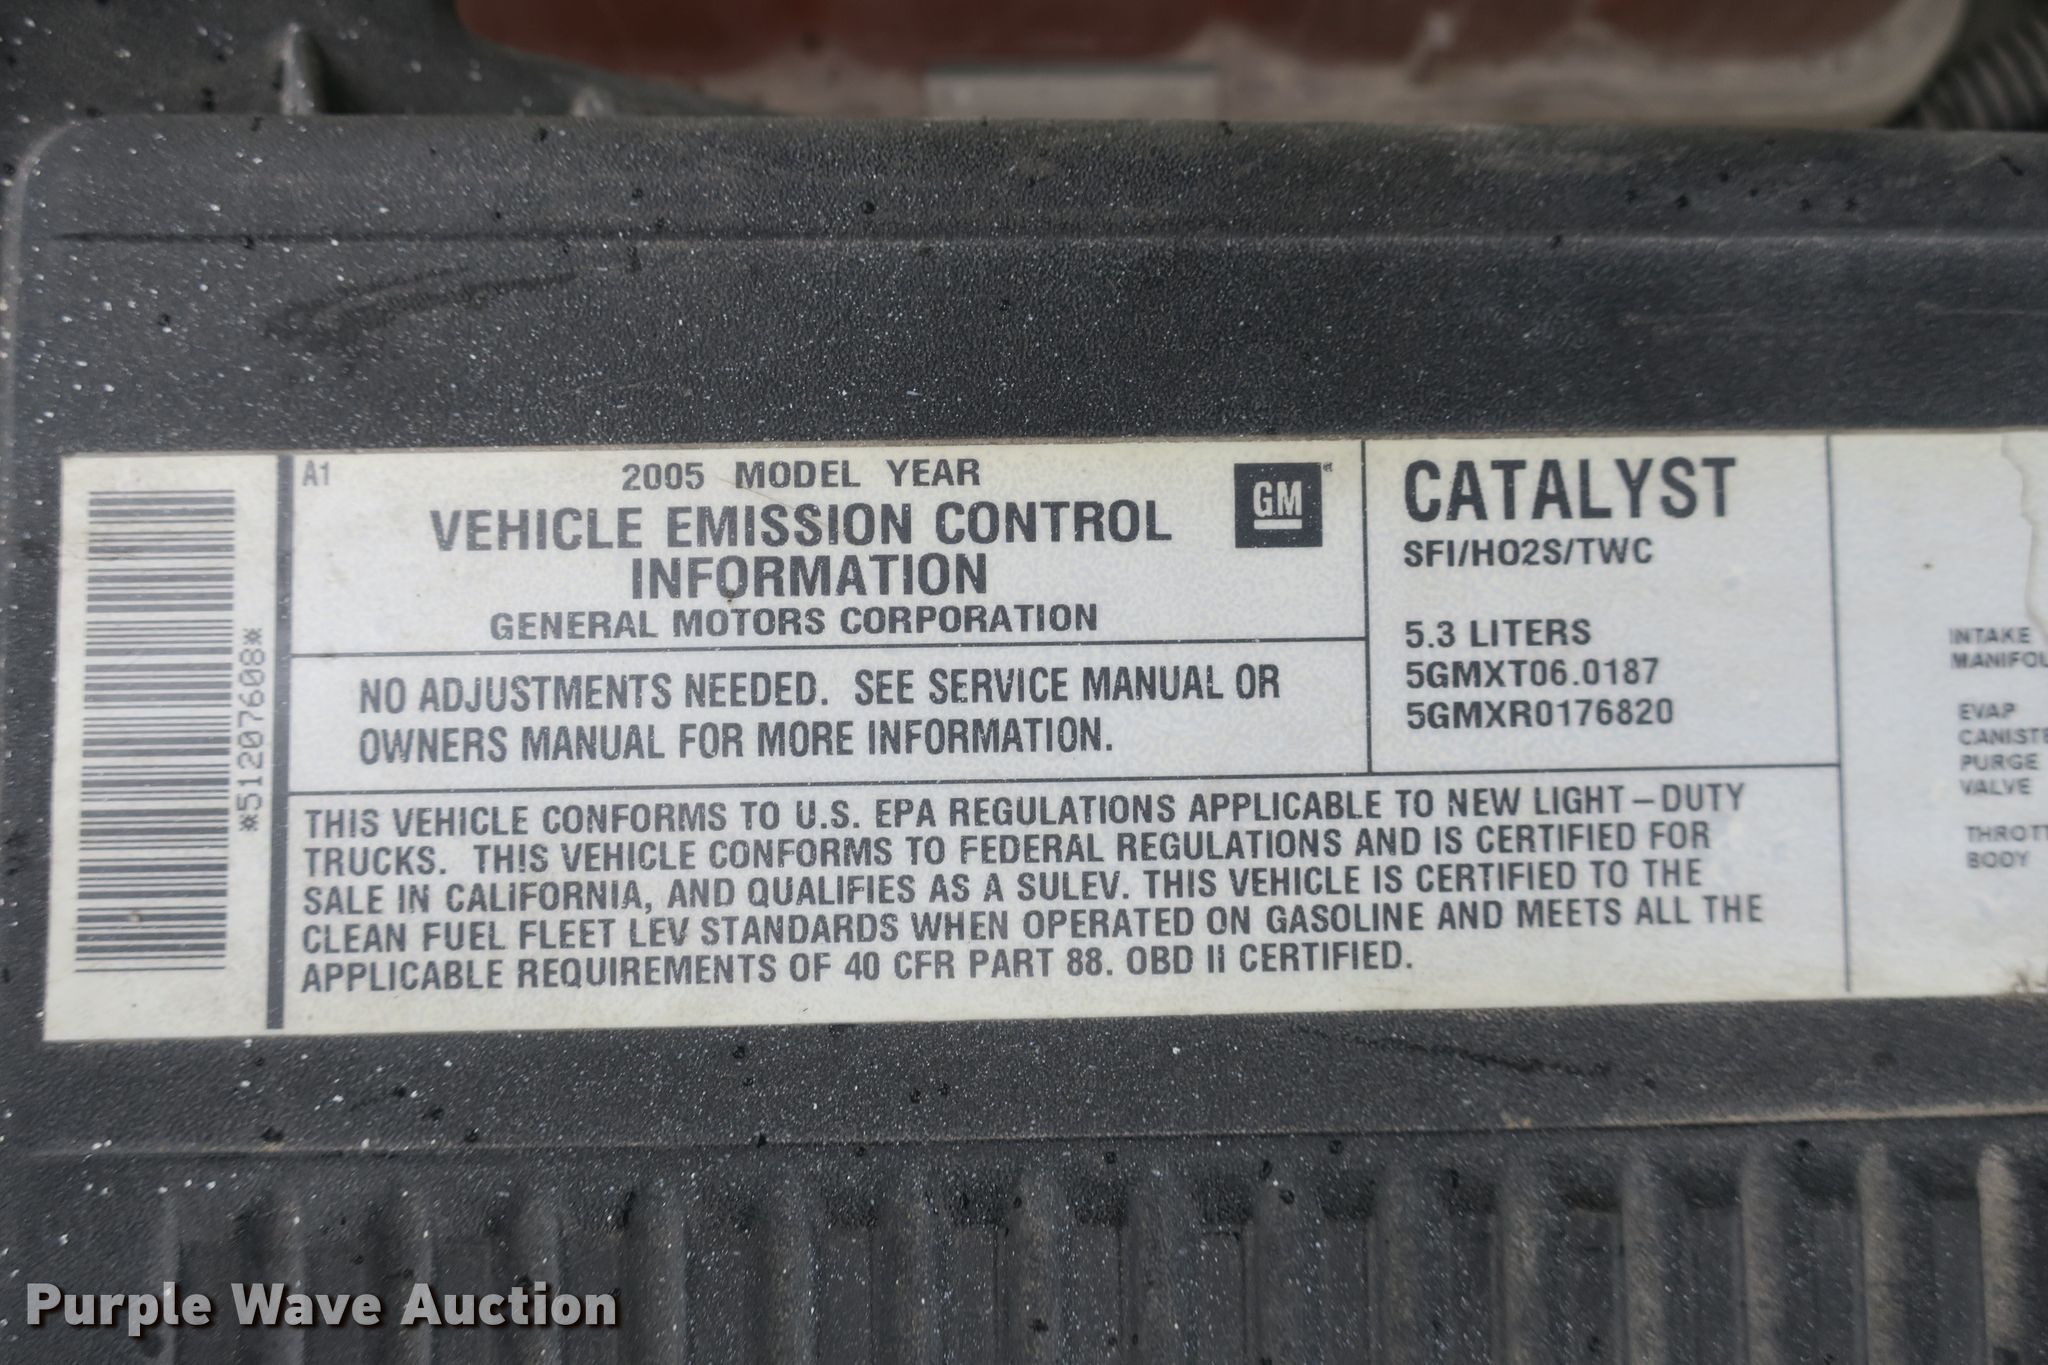 *51207608*
A1
2005 MODEL YEAR
VEHICLE EMISSION CONTROL
INFORMATION
GENERAL MOTORS CORPORATION
GM
NO ADJUSTMENTS NEEDED. SEE SERVICE MANUAL OR
OWNERS MANUAL FOR MORE INFORMATION.
CATALYST
SFI/HO2S/TWC
5.3 LITERS
5GMXT06.0187
5GMXR0176820
THIS VEHICLE CONFORMS TO U.S. EPA REGULATIONS APPLICABLE TO NEW LIGHT–DUTY
TRUCKS. THIS VEHICLE CONFORMS TO FEDERAL REGULATIONS AND IS CERTIFIED FOR
SALE IN CALIFORNIA, AND QUALIFIES AS A SULEV. THIS VEHICLE IS CERTIFIED TO THE
CLEAN FUEL FLEET LEV STANDARDS WHEN OPERATED ON GASOLINE AND MEETS ALL THE
APPLICABLE REQUIREMENTS OF 40 CFR PART 88. OBD II CERTIFIED.
INTAKE
MANIFOL
EVAP
CANISTE
PURGE
VALVE
THROTT
BODY
Purple Wave Auction